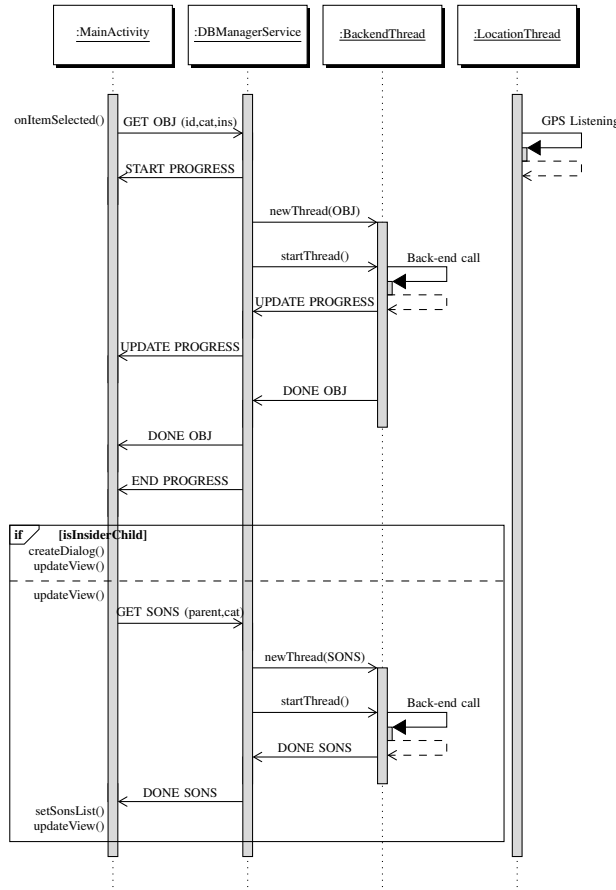 :MainActivity
:DBManagerService
:BackendThread
:LocationThread
onItemSelected()
GET OBJ (id,cat,ins)
GPS Listening
START PROGRESS
newThread(OBJ)
startThread()
Back-end call
UPDATE PROGRESS
UPDATE PROGRESS
DONE OBJ
DONE OBJ
END PROGRESS
if
[isInsiderChild]
createDialog()
updateView()
updateView()
GET SONS (parent,cat)
newThread(SONS)
startThread()
Back-end call
DONE SONS
DONE SONS
setSonsList()
updateView()